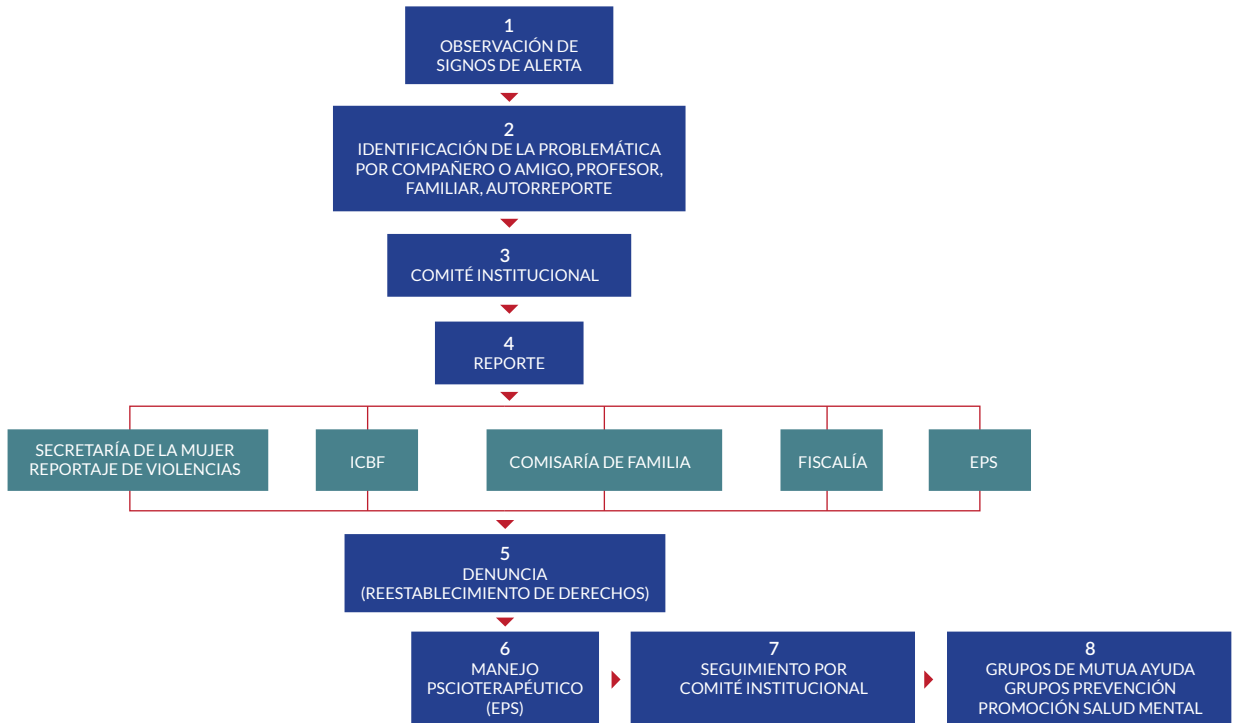 1
OBSERVACIÓN DE
SIGNOS DE ALERTA
2
IDENTIFICACIÓN DE LA PROBLEMÁTICA
POR COMPAÑERO O AMIGO, PROFESOR,
FAMILIAR, AUTORREPORTE
3
COMITÉ INSTITUCIONAL
4
REPORTE
SECRETARÍA DE LA MUJER
REPORTAJE DE VIOLENCIAS
ICBF
COMISARÍA DE FAMILIA
FISCALÍA
EPS
5
DENUNCIA
(REESTABLECIMIENTO DE DERECHOS)
6
MANEJO
PSCIOTERAPÉUTICO
(EPS)
7
SEGUIMIENTO POR
COMITÉ INSTITUCIONAL
8
GRUPOS DE MUTUA AYUDA
GRUPOS PREVENCIÓN
PROMOCIÓN SALUD MENTAL